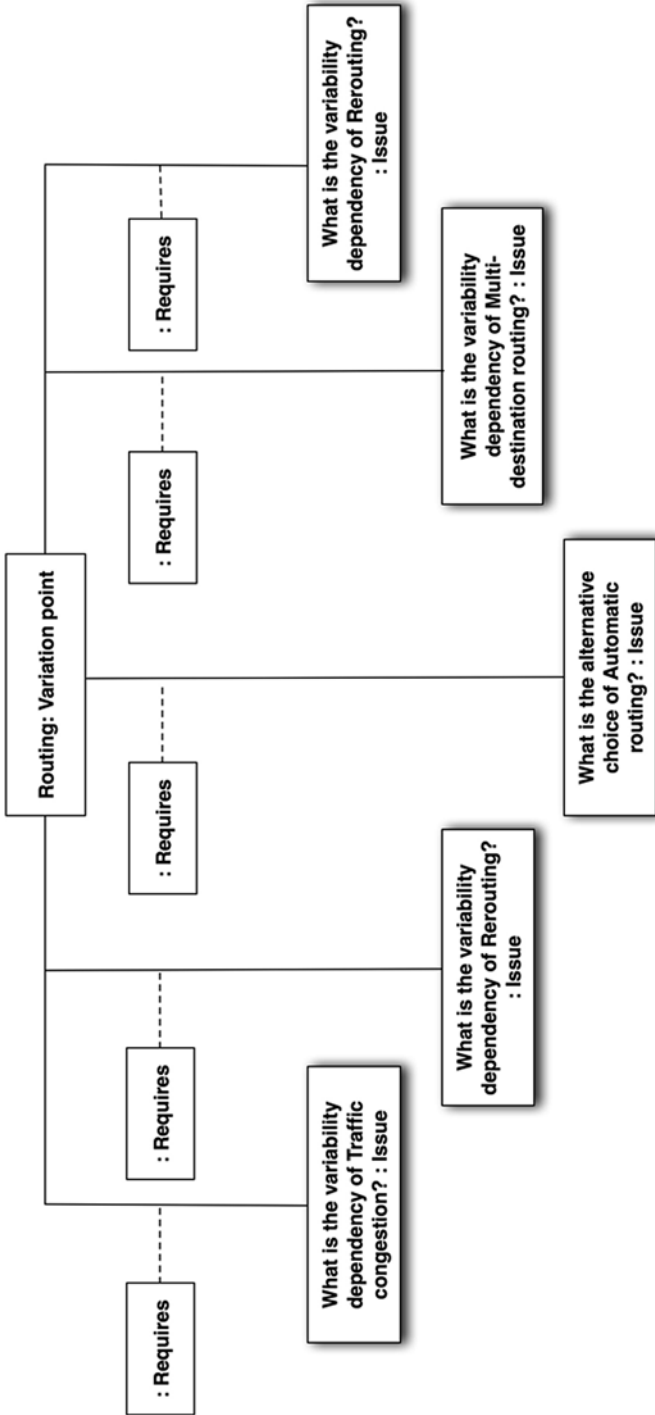 Routing: Variation point
: Requires
: Requires
: Requires
: Requires
: Requires
What is the variability
dependency of Traffic
congestion? : Issue
What is the variability
dependency of Rerouting?
: Issue
What is the alternative
choice of Automatic
routing? : Issue
What is the variability
dependency of Multi-
destination routing? : Issue
What is the variability
dependency of Rerouting?
: Issue